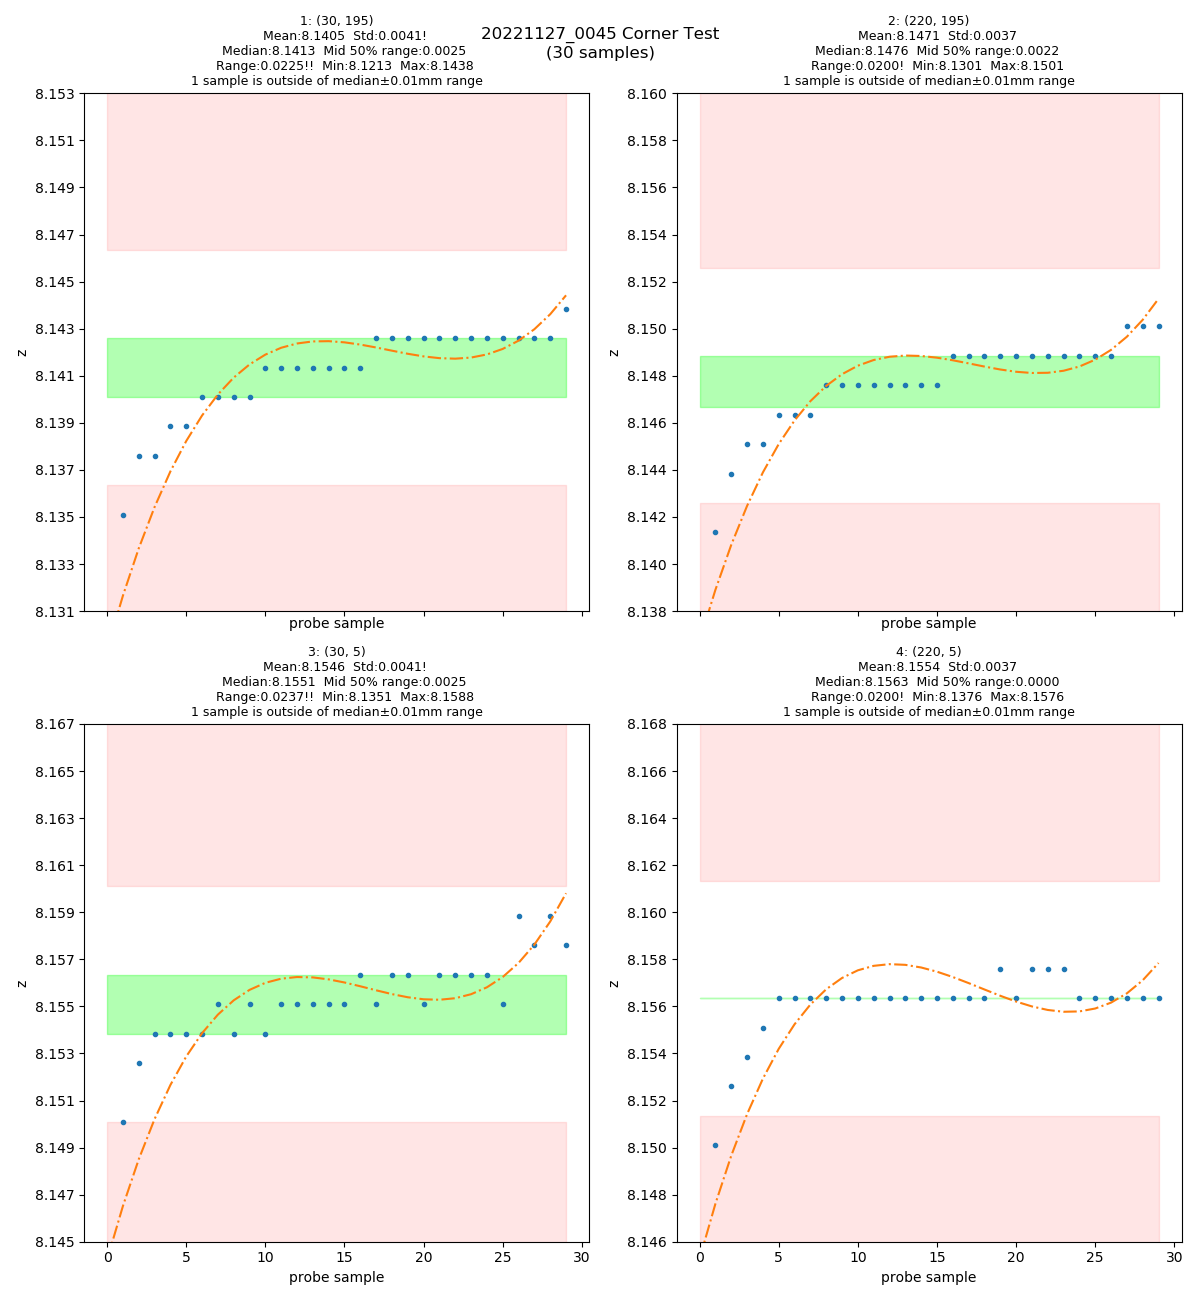 20221127_0045 Corner Test
(30 samples)
1: (30, 195)
Mean:8.1405  Std:0.0041!
Median:8.1413  Mid 50% range:0.0025
Range:0.0225!!  Min:8.1213  Max:8.1438
1 sample is outside of median±0.01mm range
8.153
8.151
8.149
8.147
8.145
8.143
8.141
8.139
8.137
8.135
8.133
8.131
z
probe sample
2: (220, 195)
Mean:8.1471  Std:0.0037
Median:8.1476  Mid 50% range:0.0022
Range:0.0200!  Min:8.1301  Max:8.1501
1 sample is outside of median±0.01mm range
8.160
8.158
8.156
8.154
8.152
8.150
8.148
8.146
8.144
8.142
8.140
8.138
z
probe sample
3: (30, 5)
Mean:8.1546  Std:0.0041!
Median:8.1551  Mid 50% range:0.0025
Range:0.0237!!  Min:8.1351  Max:8.1588
1 sample is outside of median±0.01mm range
8.167
8.165
8.163
8.161
8.159
8.157
8.155
8.153
8.151
8.149
8.147
8.145
z
0 5 10 15 20 25 30
probe sample
4: (220, 5)
Mean:8.1554  Std:0.0037
Median:8.1563  Mid 50% range:0.0000
Range:0.0200!  Min:8.1376  Max:8.1576
1 sample is outside of median±0.01mm range
8.168
8.166
8.164
8.162
8.160
8.158
8.156
8.154
8.152
8.150
8.148
8.146
z
0 5 10 15 20 25 30
probe sample